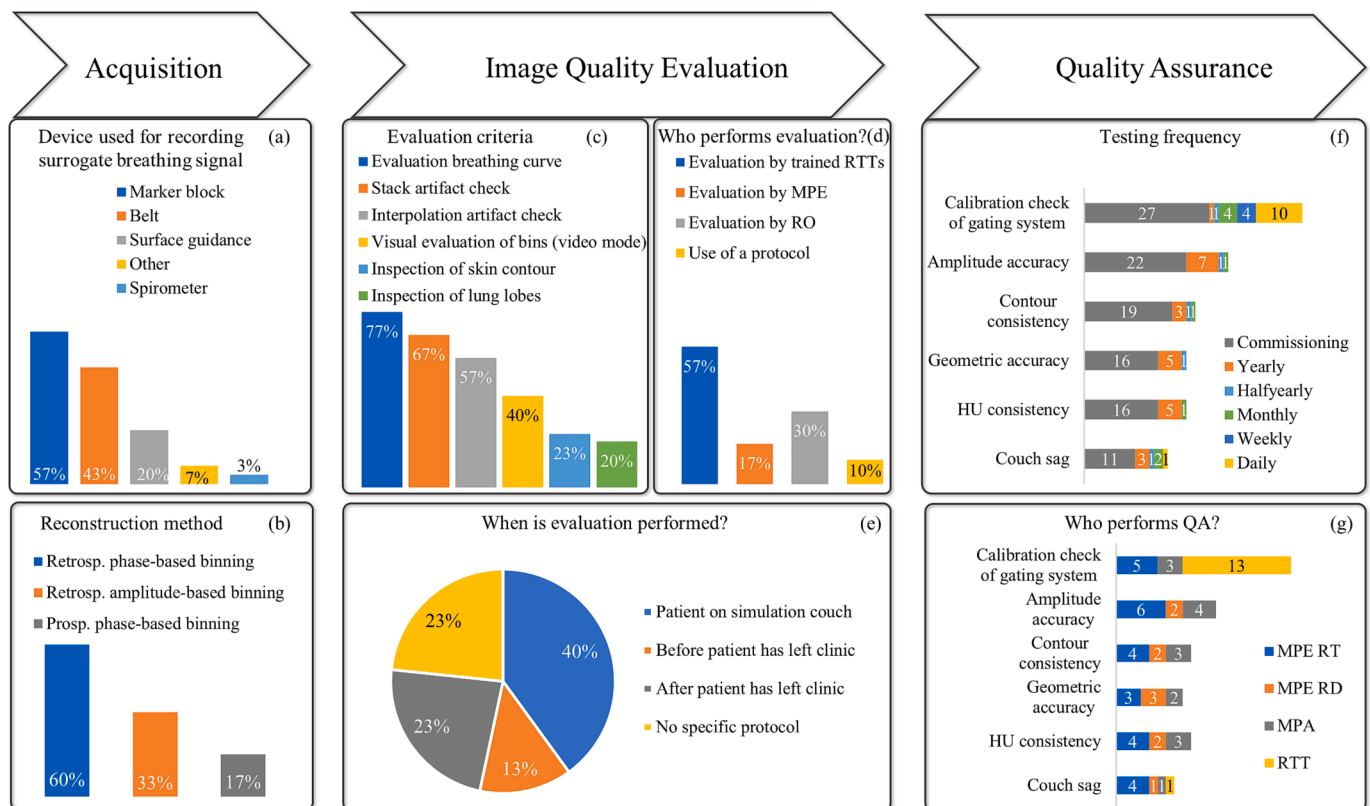 Acquisition
Image Quality Evaluation
Quality Assurance
Device used for recording (a)
surrogate breathing signal
Marker block
Belt
Surface guidance
Other
Spirometer
57%
43%
20%
7%
3%
Reconstruction method (b)
Retrosp. phase-based binning
Retrosp. amplitude-based binning
Prosp. phase-based binning
60%
33%
17%
Evaluation criteria (c)
Evaluation breathing curve
Stack artifact check
Interpolation artifact check
Visual evaluation of bins (video mode)
Inspection of skin contour
Inspection of lung lobes
77%
67%
57%
40%
23%
20%
Who performs evaluation?(d)
Evaluation by trained RTTs
Evaluation by MPE
Evaluation by RO
Use of a protocol
57%
17%
30%
10%
When is evaluation performed? (e)
40%
13%
23%
23%
Patient on simulation couch
Before patient has left clinic
After patient has left clinic
No specific protocol
Testing frequency (f)
Calibration check
of gating system
27 1 1 4 4 10
Amplitude accuracy
22 7 1 1
Contour
consistency
19 3 1 1
Geometric accuracy
16 5 1
HU consistency
16 5 1
Couch sag
11 3 1 2 1
Commissioning
Yearly
Halfyearly
Monthly
Weekly
Daily
Who performs QA? (g)
Calibration check
of gating system
5 3 13
Amplitude
accuracy
6 2 4
Contour
consistency
4 2 3
Geometric
accuracy
3 3 2
HU consistency
4 2 3
Couch sag
4 1 1 1
MPE RT
MPE RD
MPA
RTT